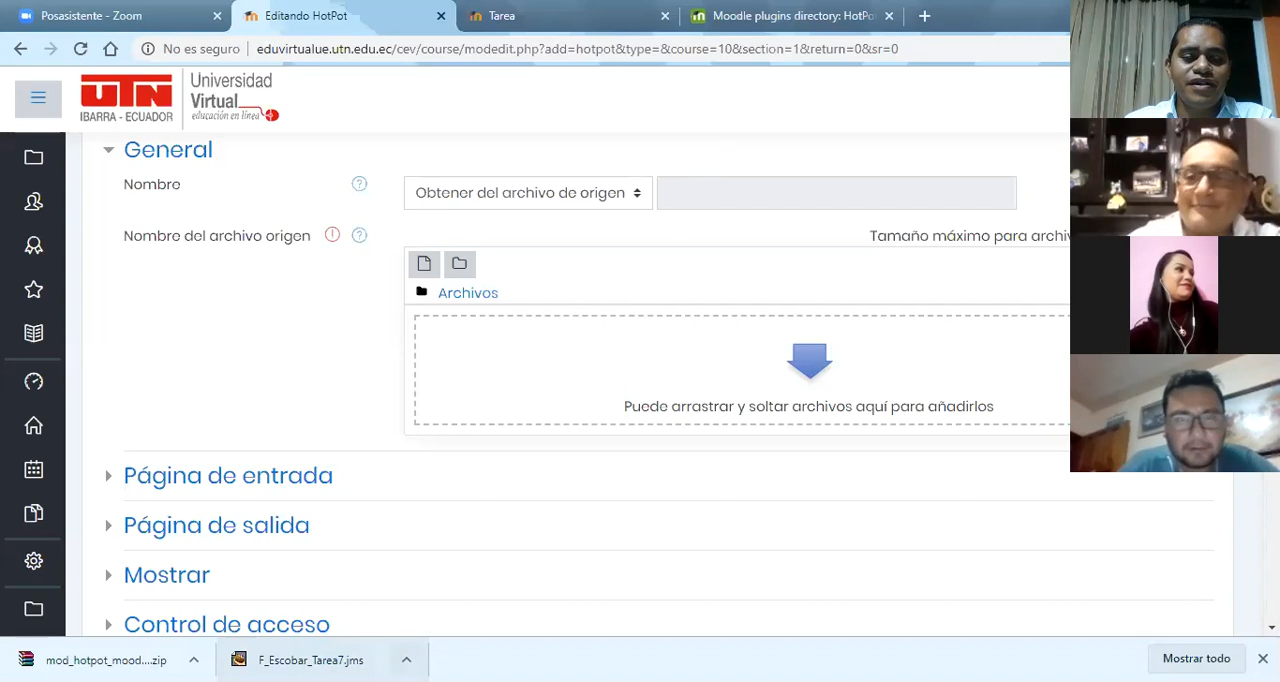 Posasistente - Zoom
Editando HotPot
Tarea
Moodle plugins directory: HotPo
No es seguro
eduvirtualue.utn.edu.ec/cev/course/modedit.php?add=hotpot&type=&course=10&section=1&return=0&sr=0
UTN
IBARRA - ECUADOR
Universidad
Virtual
educación en línea
General
Nombre
Obtener del archivo de origen
Nombre del archivo origen
Tamaño máximo para archi
Archivos
Puede arrastrar y soltar archivos aquí para añadirlos
Página de entrada
Página de salida
Mostrar
Control de acceso
mod_hotpot_mood....zip
F_Escobar_Tarea7.jms
Mostrar todo